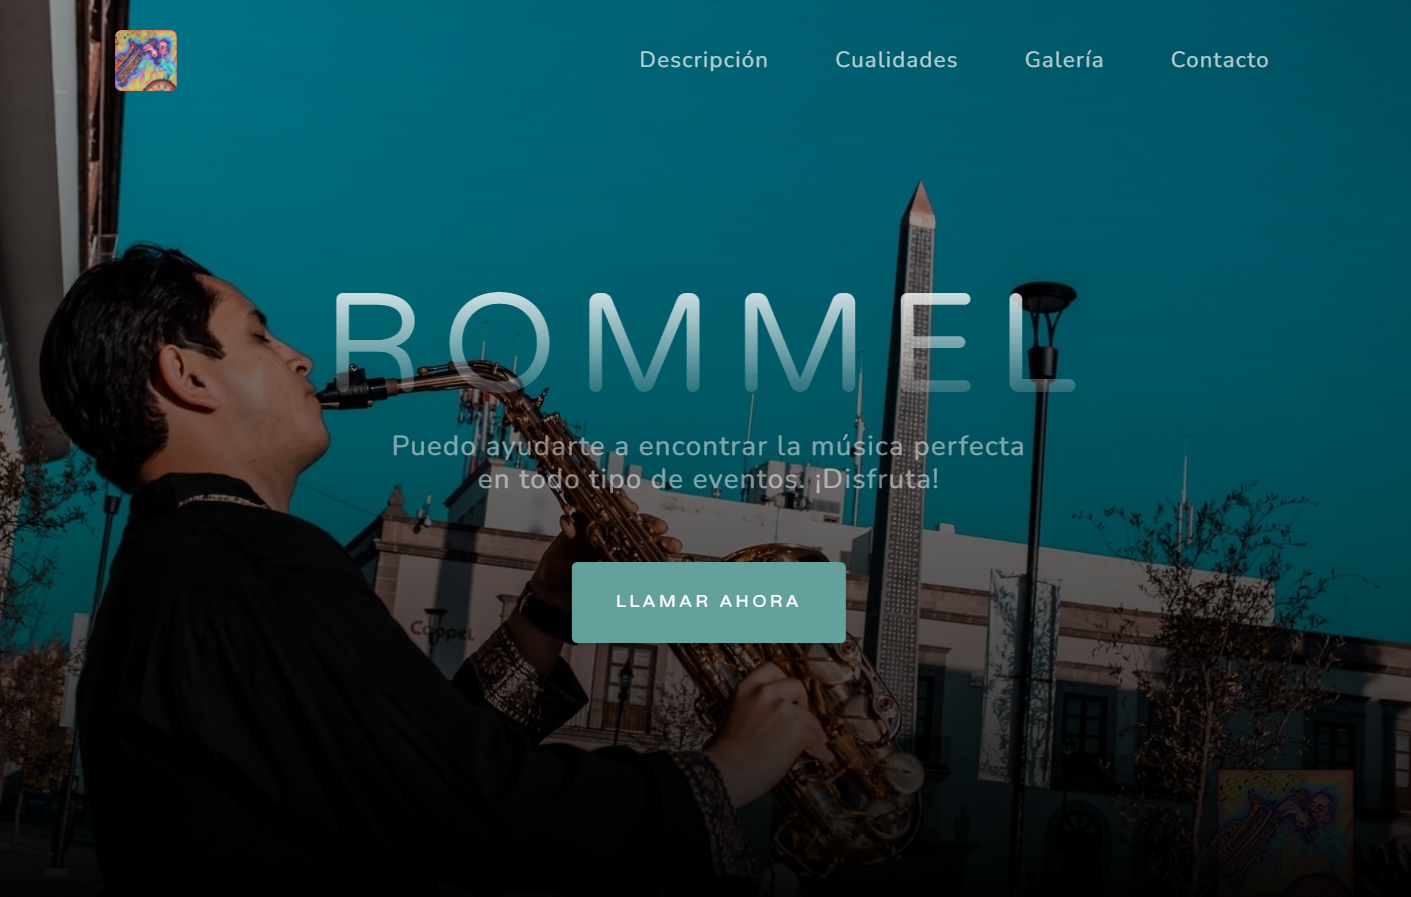 Descripción
Cualidades
Galería
Contacto
ROMMEL
Puedo ayudarte a encontrar la música perfecta
en todo tipo de eventos. ¡Disfruta!
LLAMAR AHORA
Coppel